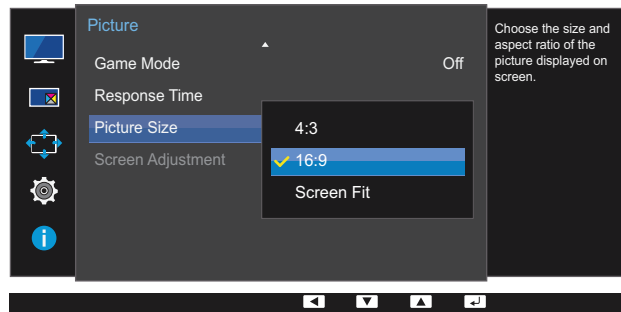 Picture
Game Mode Off
Response Time
Picture Size
Screen Adjustment
4:3
16:9
Screen Fit
Choose the size and
aspect ratio of the
picture displayed on
screen.